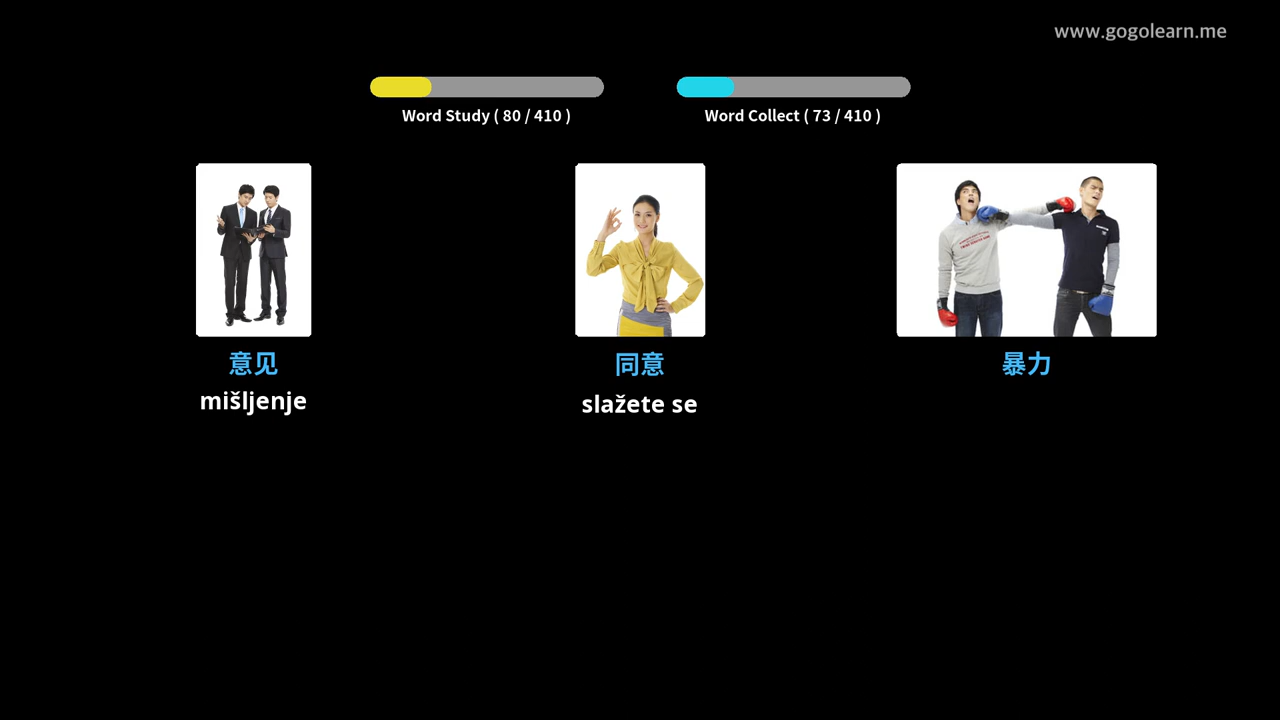 www.gogolearn.me
Word Study ( 80 / 410 )
Word Collect ( 73 / 410 )
意见
同意
暴力
mišljenje
slažete se